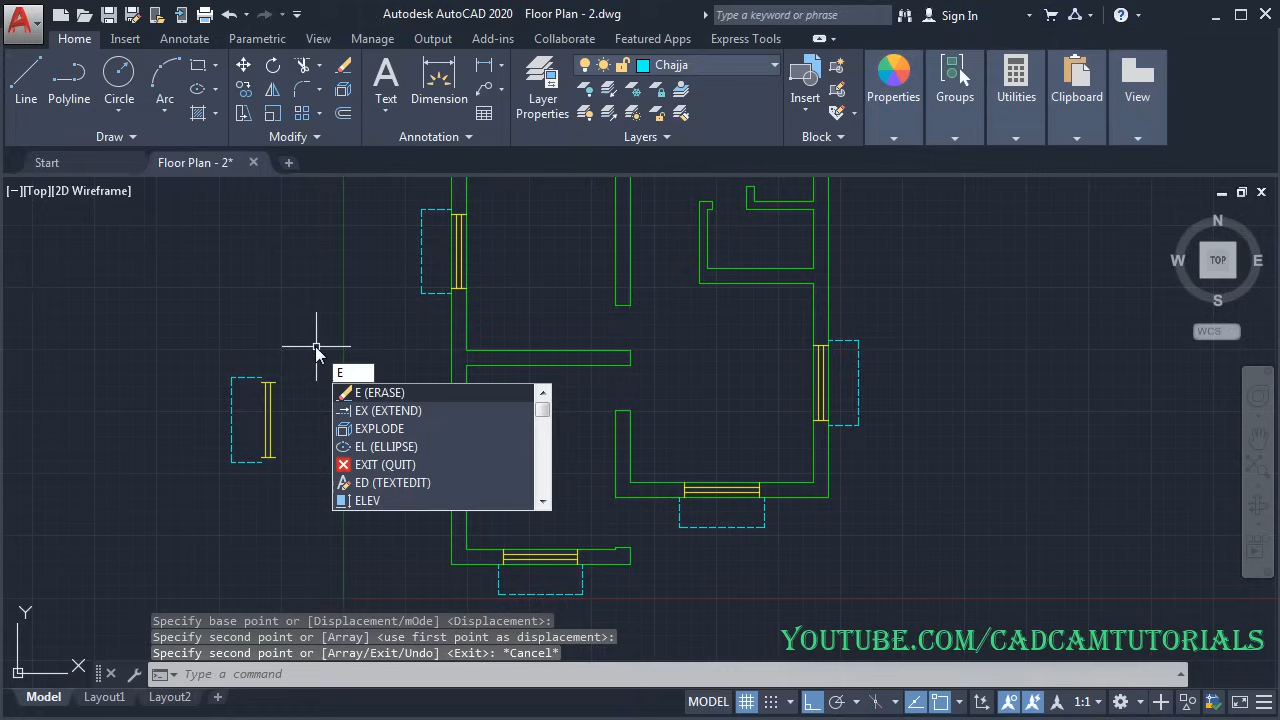 Autodesk AutoCAD 2020 Floor Plan - 2.dwg
Type a keyword or phrase
Sign In
Home Insert Annotate Parametric View Manage Output Add-ins Collaborate Featured Apps Express Tools
Line Polyline Circle Arc
Text Dimension
Layer Properties
Chajja
Insert
Properties Groups Utilities Clipboard View
Draw Modify Annotation Layers Block
Start Floor Plan - 2*
[−][Top][2D Wireframe]
N
W TOP E
S
WCS
E
E (ERASE)
EX (EXTEND)
EXPLODE
EL (ELLIPSE)
EXIT (QUIT)
ED (TEXTEDIT)
ELEV
Y
X
Specify base point or [Displacement/mOde] <Displacement>:
Specify second point or [Array] <use first point as displacement>:
Specify second point or [Array/Exit/Undo] <Exit>: *Cancel*
YOUTUBE.COM/CADCAMTUTORIALS
Type a command
Model Layout1 Layout2
MODEL 1:1